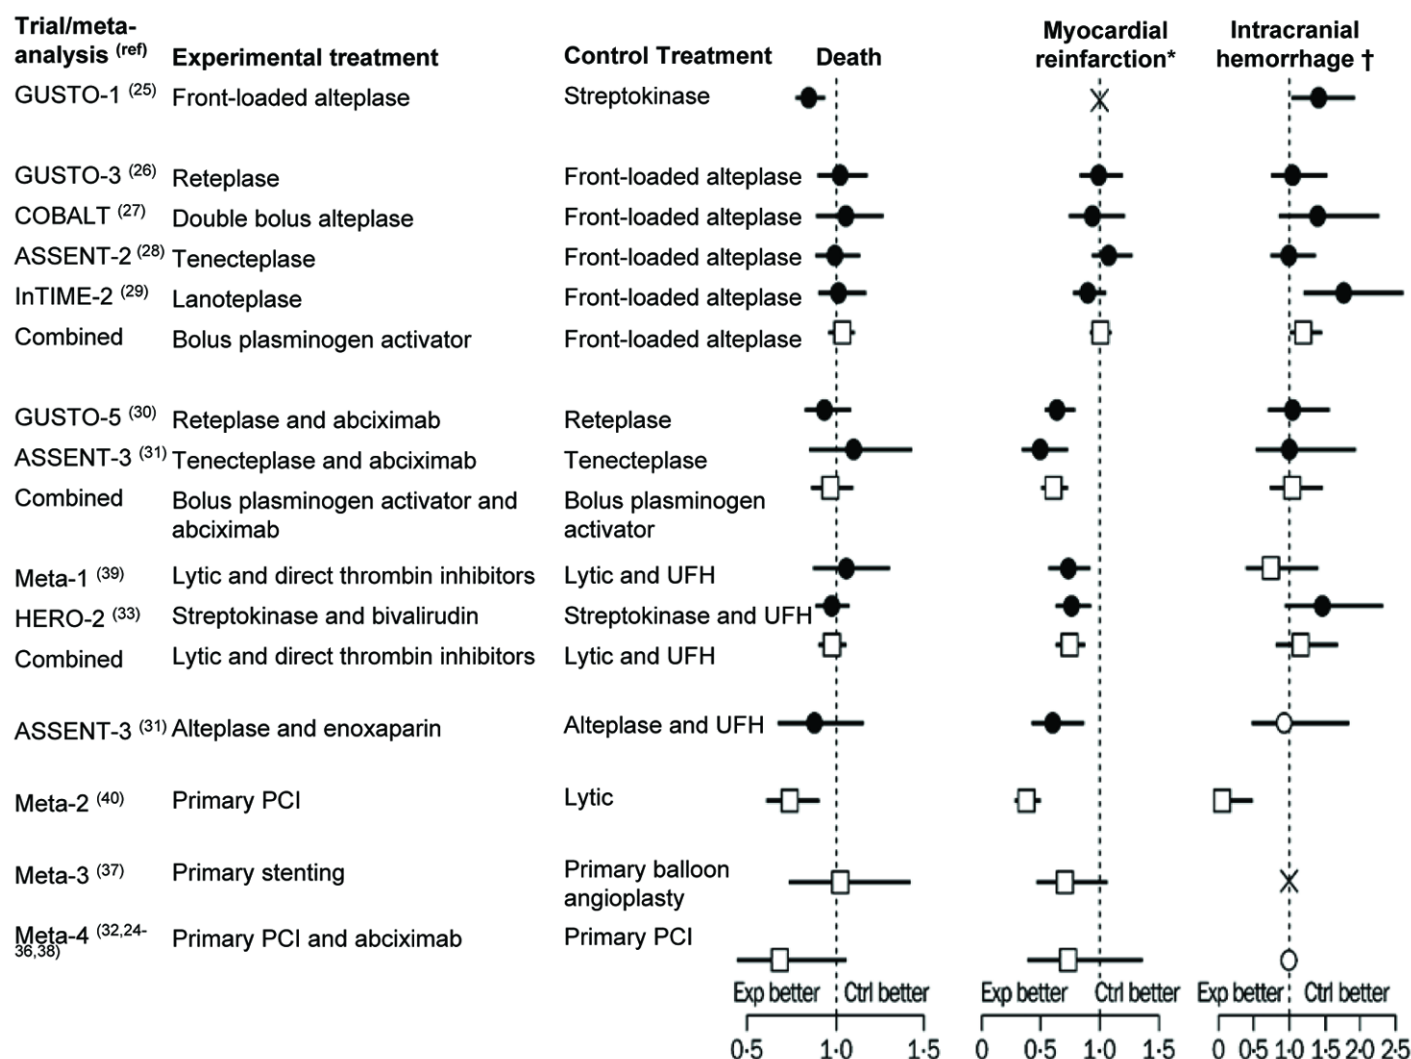 Trial/meta-
analysis (ref) Experimental treatment Control Treatment Death Myocardial reinfarction* Intracranial hemorrhage †
GUSTO-1 (25) Front-loaded alteplase Streptokinase
GUSTO-3 (26) Reteplase Front-loaded alteplase
COBALT (27) Double bolus alteplase Front-loaded alteplase
ASSENT-2 (28) Tenecteplase Front-loaded alteplase
InTIME-2 (29) Lanoteplase Front-loaded alteplase
Combined Bolus plasminogen activator Front-loaded alteplase
GUSTO-5 (30) Reteplase and abciximab Reteplase
ASSENT-3 (31) Tenecteplase and abciximab Tenecteplase
Combined Bolus plasminogen activator and Bolus plasminogen
abciximab activator
Meta-1 (39) Lytic and direct thrombin inhibitors Lytic and UFH
HERO-2 (33) Streptokinase and bivalirudin Streptokinase and UFH
Combined Lytic and direct thrombin inhibitors Lytic and UFH
ASSENT-3 (31) Alteplase and enoxaparin Alteplase and UFH
Meta-2 (40) Primary PCI Lytic
Meta-3 (37) Primary stenting Primary balloon
angioplasty
Meta-4 (32,24- Primary PCI and abciximab Primary PCI
36,38)
Exp better Ctrl better Exp better Ctrl better Exp better Ctrl better
0·5 1·0 1·5 0 0·5 1·0 1·5 0 0·5 1·0 1·5 2·0 2·5